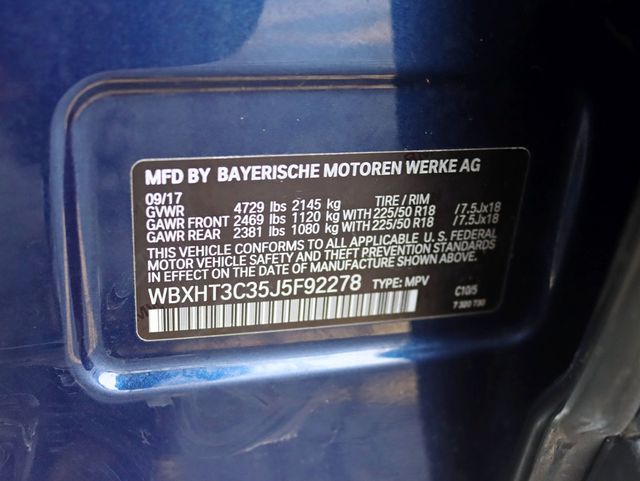 MFD BY BAYERISCHE MOTOREN WERKE AG
09/17 TIRE / RIM
GVWR 4729 lbs 2145 kg
GAWR FRONT 2469 lbs 1120 kg WITH 225/50 R18 /7.5Jx18
GAWR REAR 2381 lbs 1080 kg WITH 225/50 R18 /7.5Jx18
THIS VEHICLE CONFORMS TO ALL APPLICABLE U.S. FEDERAL
MOTOR VEHICLE SAFETY AND THEFT PREVENTION STANDARDS
IN EFFECT ON THE DATE OF MANUFACTURE SHOWN ABOVE.
WBXHT3C35J5F92278 TYPE: MPV C10/5
7 320 730